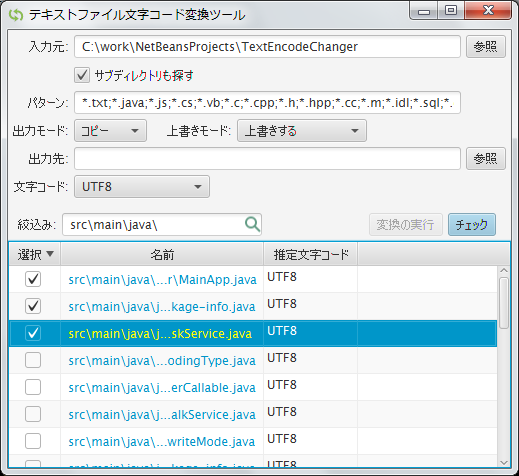 テキストファイル文字コード変換ツール
入力元: C:\work\NetBeansProjects\TextEncodeChanger 参照
サブディレクトリも探す
パターン: *.txt;*.java;*.js;*.cs;*.vb;*.c;*.cpp;*.h;*.hpp;*.cc;*.m;*.idl;*.sql;*.
出力モード: コピー 上書きモード: 上書きする
出力先: 参照
文字コード: UTF8
絞込み: src\main\java\ 変換の実行 チェック
選択 名前 推定文字コード
src\main\java\...r\MainApp.java UTF8
src\main\java\j...kage-info.java UTF8
src\main\java\j...skService.java UTF8
src\main\java\j...odingType.java UTF8
src\main\java\j...erCallable.java UTF8
src\main\java\j...alkService.java UTF8
src\main\java\j...writeMode.java UTF8
src\main\java\j...kage-info.java UTF8